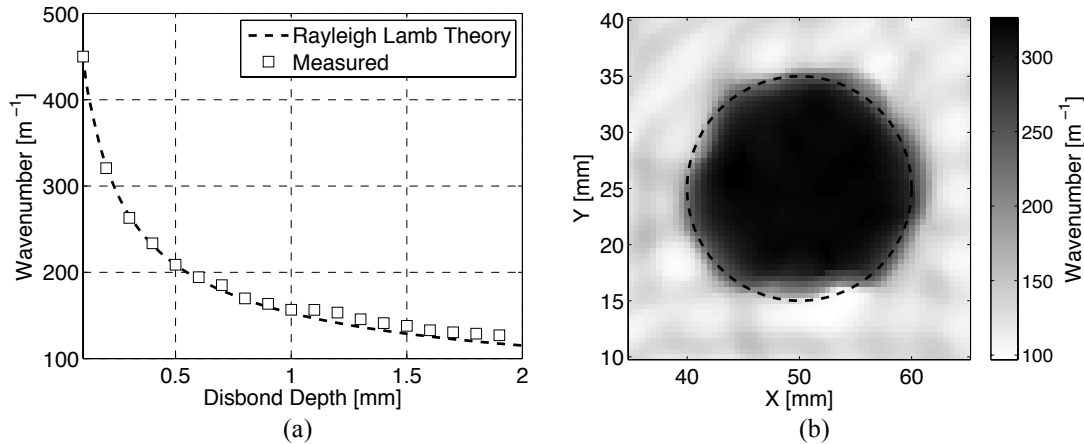 500
400
300
200
100
Wavenumber [m⁻¹]
Rayleigh Lamb Theory
Measured
0.5
1
1.5
2
Disbond Depth [mm]
(a)
40
35
30
25
20
15
10
Y [mm]
40
50
60
X [mm]
300
250
200
150
100
Wavenumber [m⁻¹]
(b)